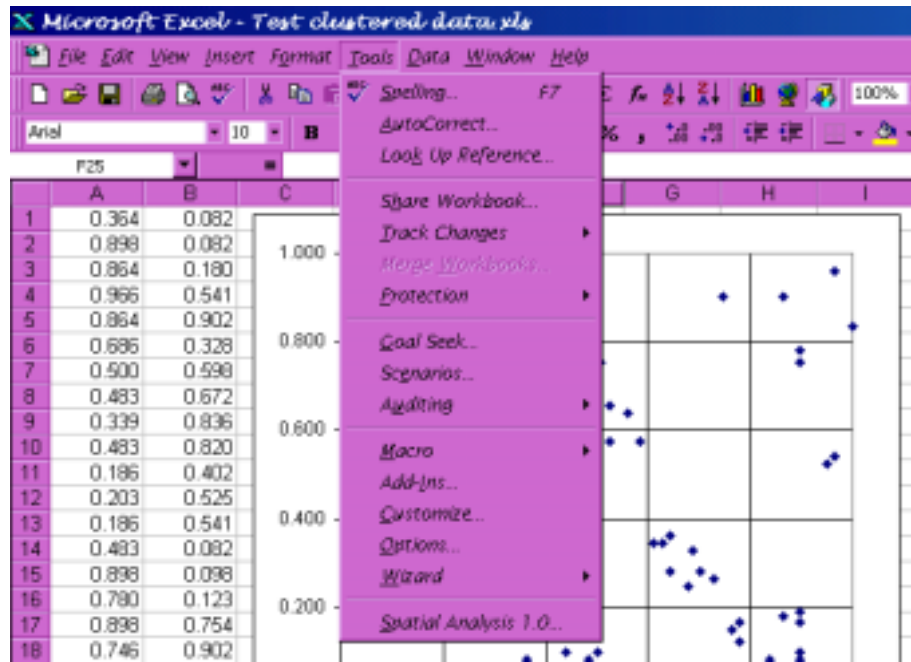 Microsoft Excel - Test clustered data.xls
File Edit View Insert Format Tools Data Window Help
100%
Arial 10 B % ,
F25 =
Spelling... F7
AutoCorrect...
Look Up Reference...
Share Workbook...
Track Changes
Merge Workbooks...
Protection
Goal Seek...
Scenarios...
Auditing
Macro
Add-Ins...
Customize...
Options...
Wizard
Spatial Analysis 1.0...
A B C G H I
1 0.364 0.082
2 0.898 0.082
3 0.864 0.180
4 0.966 0.541
5 0.864 0.902
6 0.686 0.328
7 0.500 0.598
8 0.483 0.672
9 0.339 0.836
10 0.483 0.820
11 0.186 0.402
12 0.203 0.525
13 0.186 0.541
14 0.483 0.082
15 0.898 0.098
16 0.780 0.123
17 0.898 0.754
18 0.746 0.902
1.000
0.800
0.600
0.400
0.200